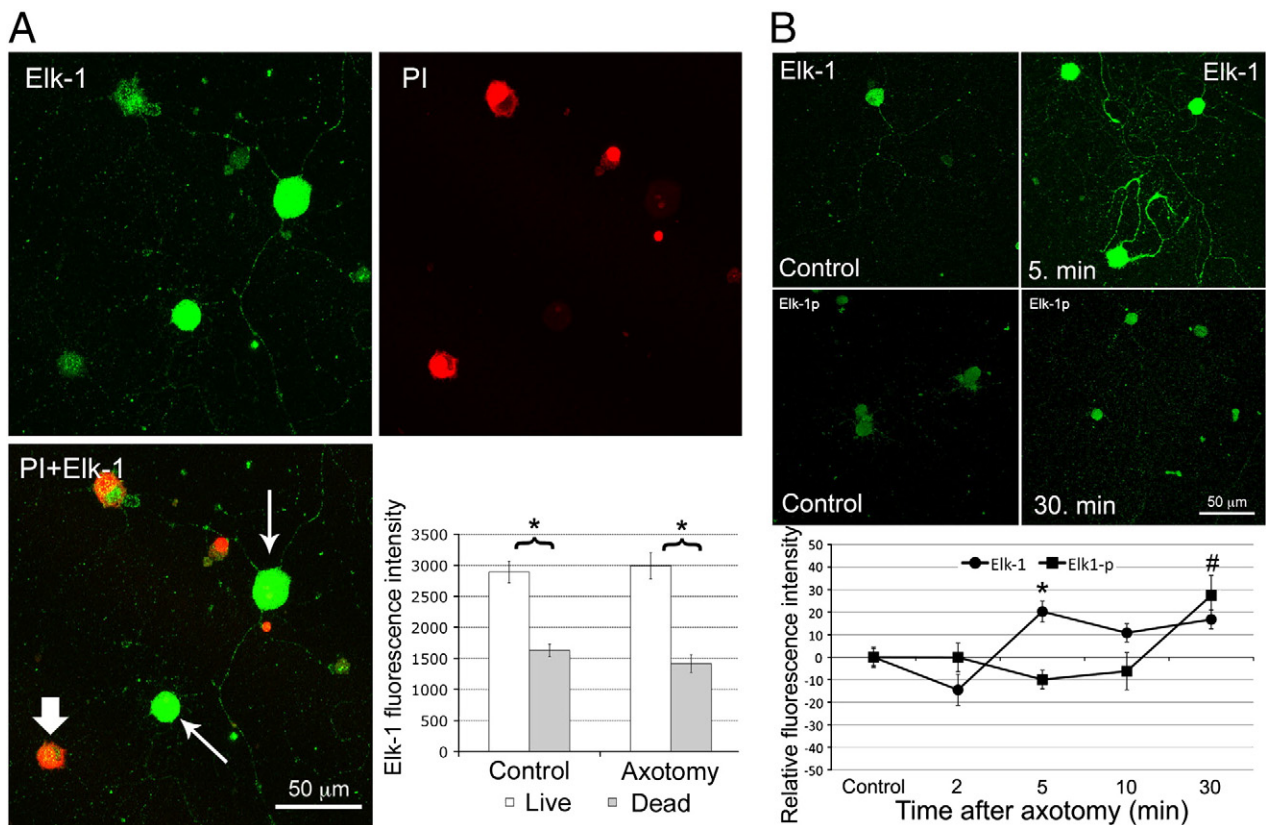 A
Elk-1
PI
PI+Elk-1
50 μm
Elk-1 fluorescence intensity
3500
3000
2500
2000
1500
1000
500
0
*
*
Control
Axotomy
Live
Dead
B
Elk-1
Elk-1
Control
5. min
Elk-1p
Elk-1p
Control
30. min
50 μm
Relative fluorescence intensity
50
40
30
20
10
0
-10
-20
-30
-40
-50
Elk-1
Elk1-p
*
#
Control
2
5
10
30
Time after axotomy (min)